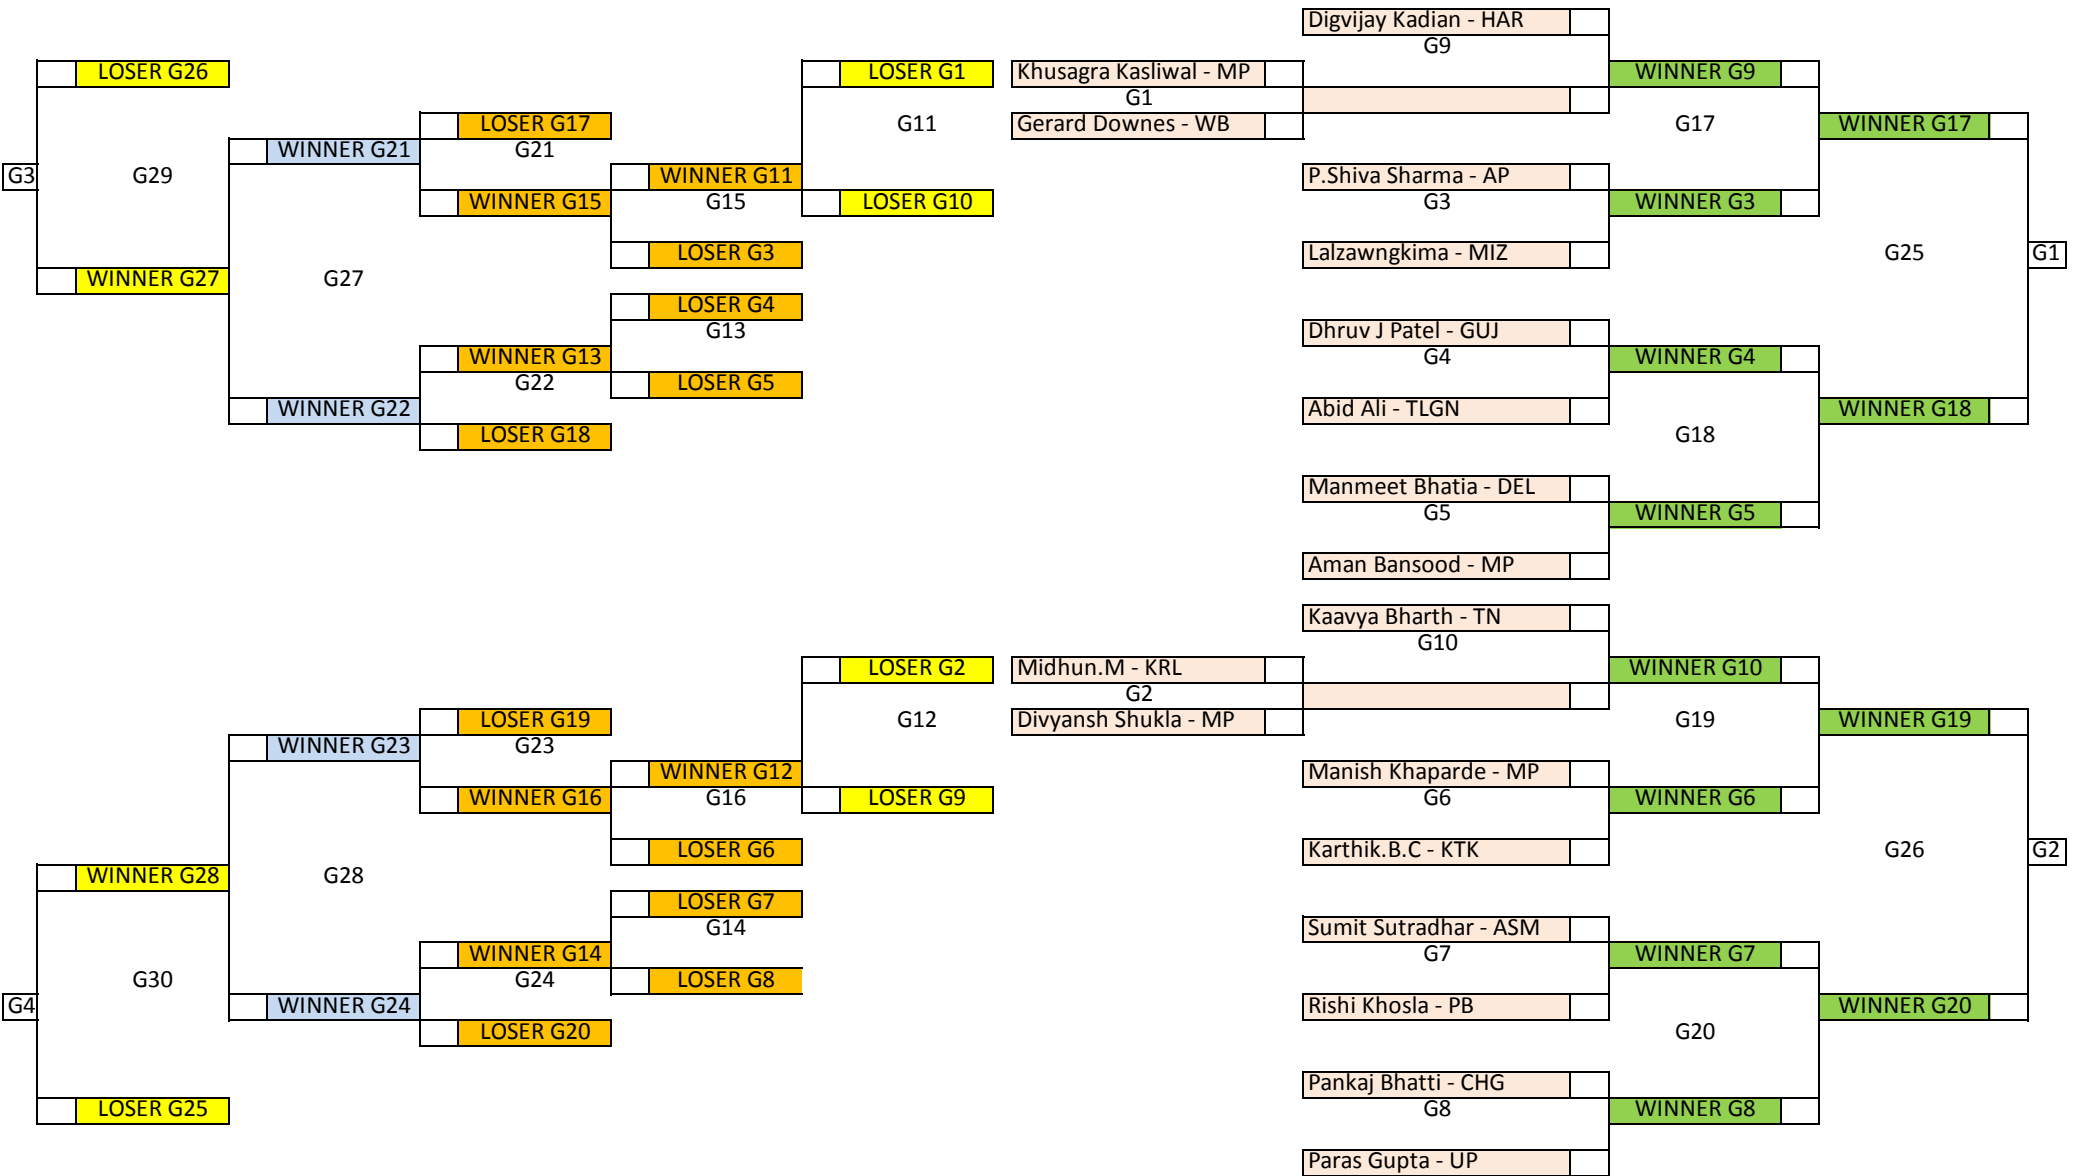 Digvijay Kadian - HAR
G9
LOSER G26 LOSER G1 Khusagra Kasliwal - MP WINNER G9
G1
LOSER G17 G11 Gerard Downes - WB G17 WINNER G17
WINNER G21 G21
G3 G29 WINNER G11 P.Shiva Sharma - AP
WINNER G15 G15 LOSER G10 G3 WINNER G3
LOSER G3 Lalzawngkima - MIZ G25 G1
WINNER G27 G27
LOSER G4
G13 Dhruv J Patel - GUJ
WINNER G13 G4 WINNER G4
G22 LOSER G5
WINNER G22 Abid Ali - TLGN WINNER G18
LOSER G18 G18
Manmeet Bhatia - DEL
G5 WINNER G5
Aman Bansood - MP
Kaavya Bharth - TN
G10
LOSER G2 Midhun.M - KRL WINNER G10
G2
LOSER G19 G12 Divyansh Shukla - MP G19 WINNER G19
WINNER G23 G23
WINNER G12 Manish Khaparde - MP
WINNER G16 G16 LOSER G9 G6 WINNER G6
LOSER G6 Karthik.B.C - KTK G26 G2
WINNER G28 G28
LOSER G7
G14 Sumit Sutradhar - ASM
WINNER G14 G7 WINNER G7
G30 G24 LOSER G8
G4 WINNER G24 Rishi Khosla - PB WINNER G20
LOSER G20 G20
Pankaj Bhatti - CHG
LOSER G25 G8 WINNER G8
Paras Gupta - UP